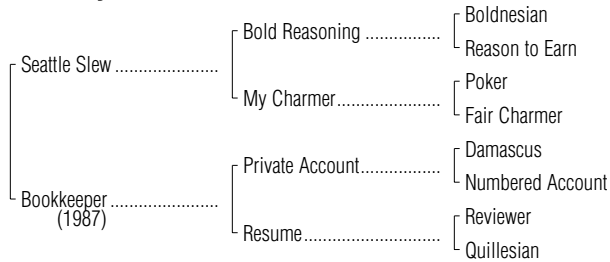 Boldnesian
Bold Reasoning ................
Reason to Earn
Seattle Slew ......................
Poker
My Charmer......................
Fair Charmer
Damascus
Private Account.................
Numbered Account
Bookkeeper .......................
(1987)
Reviewer
Resume.............................
Quillesian